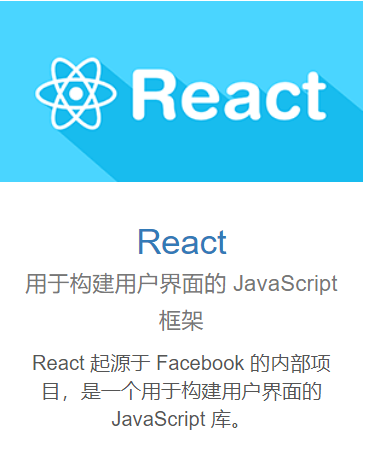 React
React
用于构建用户界面的 JavaScript
框架
React 起源于 Facebook 的内部项
目，是一个用于构建用户界面的
JavaScript 库。